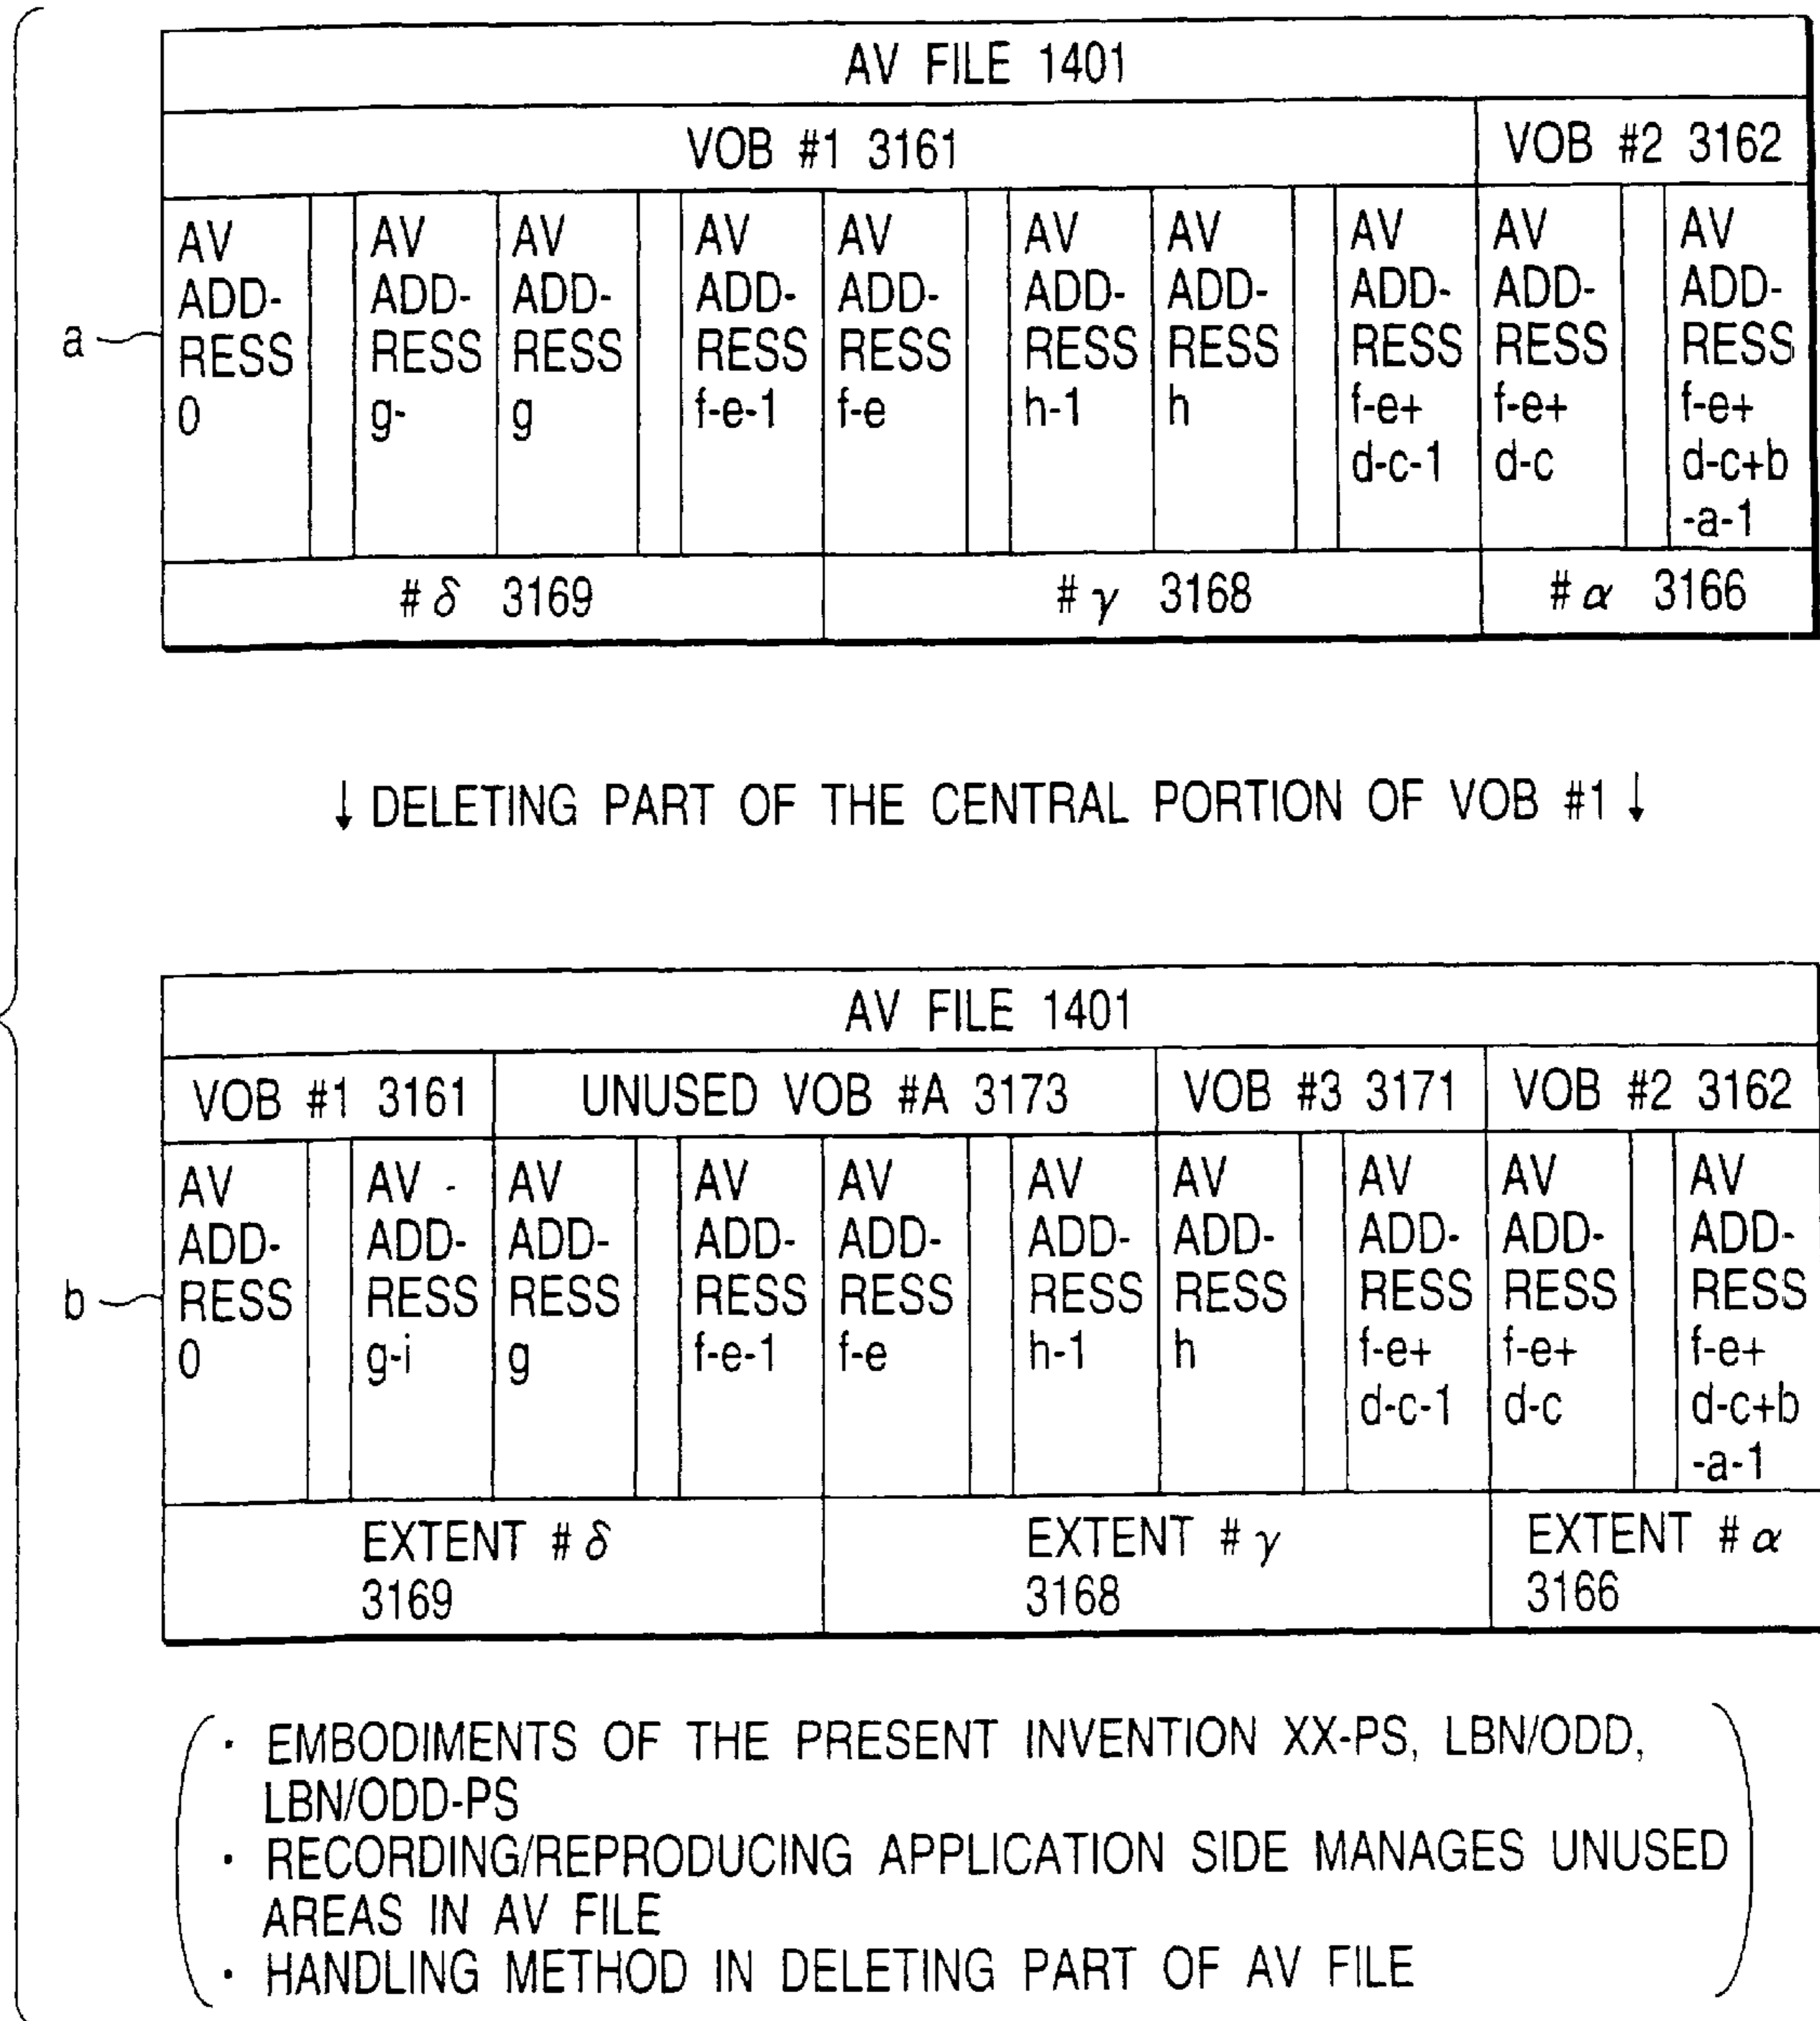 AV FILE 1401
VOB #1 3161 VOB #2 3162
AV AV AV AV AV AV AV AV AV AV
ADD- ADD- ADD- ADD- ADD- ADD- ADD- ADD- ADD- ADD-
a RESS RESS RESS RESS RESS RESS RESS RESS RESS RESS
0 g- g f-e-1 f-e h-1 h f-e+ f-e+ f-e+
d-c-1 d-c d-c+b
-a-1
#δ 3169 #γ 3168 #α 3166
↓ DELETING PART OF THE CENTRAL PORTION OF VOB #1 ↓
AV FILE 1401
VOB #1 3161 UNUSED VOB #A 3173 VOB #3 3171 VOB #2 3162
AV AV AV AV AV AV AV AV AV AV
ADD- ADD- ADD- ADD- ADD- ADD- ADD- ADD- ADD- ADD-
b RESS RESS RESS RESS RESS RESS RESS RESS RESS RESS
0 g-i g f-e-1 f-e h-1 h f-e+ f-e+ f-e+
d-c-1 d-c d-c+b
-a-1
EXTENT #δ EXTENT #γ EXTENT #α
3169 3168 3166
· EMBODIMENTS OF THE PRESENT INVENTION XX-PS, LBN/ODD,
LBN/ODD-PS
· RECORDING/REPRODUCING APPLICATION SIDE MANAGES UNUSED
AREAS IN AV FILE
· HANDLING METHOD IN DELETING PART OF AV FILE